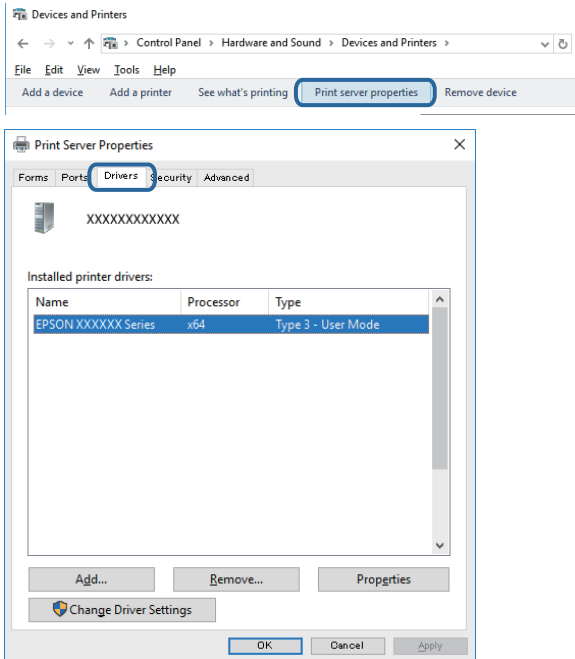 Devices and Printers
Control Panel > Hardware and Sound > Devices and Printers >
File Edit View Tools Help
Add a device Add a printer See what's printing Print server properties Remove device
Print Server Properties
Forms Ports Drivers Security Advanced
XXXXXXXXXXXX
Installed printer drivers:
Name Processor Type
EPSON XXXXXX Series x64 Type 3 - User Mode
Add... Remove... Properties
Change Driver Settings
OK Cancel Apply